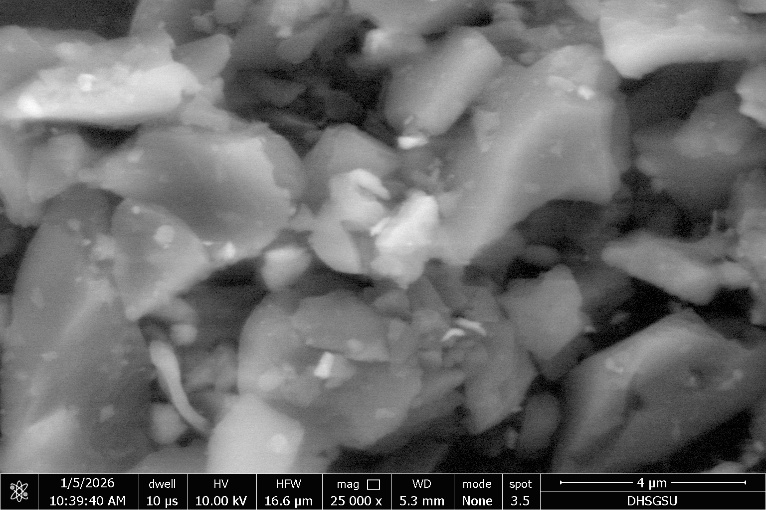 1/5/2026 dwell HV HFW mag WD mode spot 4 µm
10:39:40 AM 10 µs 10.00 kV 16.6 µm 25 000 x 5.3 mm None 3.5 DHSGSU